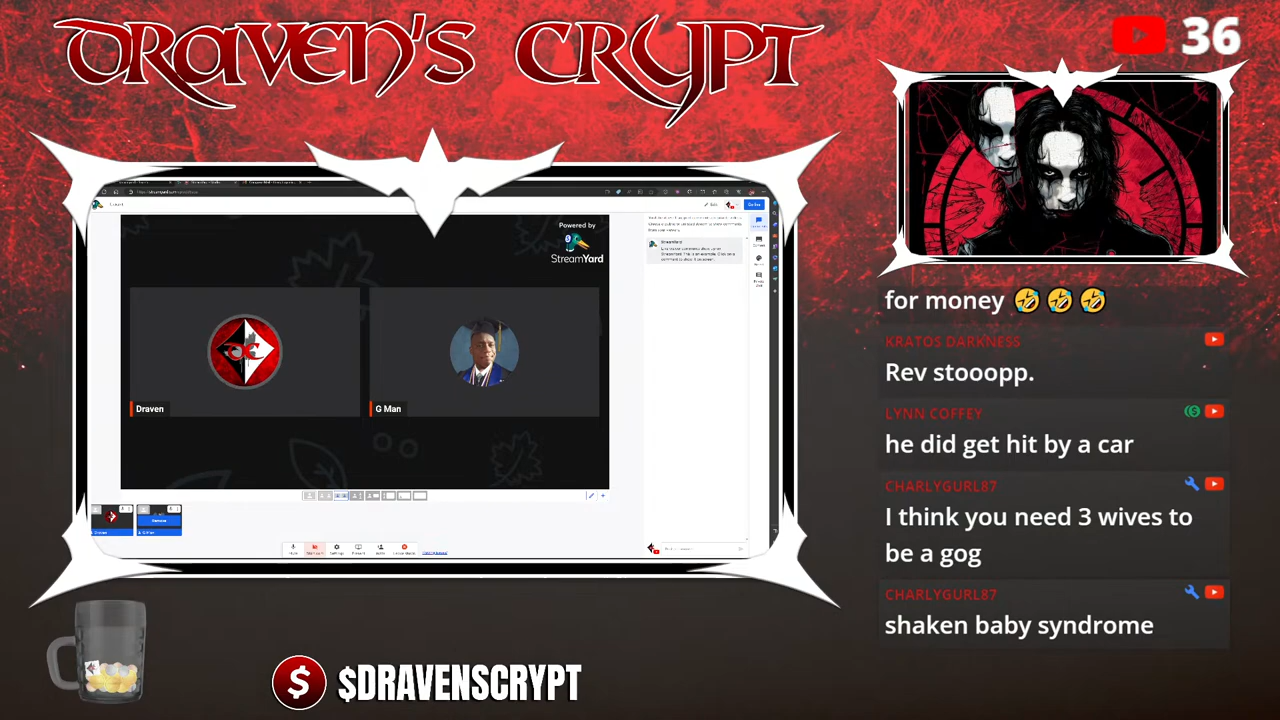 DRAVEN'S CRYPT
36
Powered by
StreamYard
Draven
G Man
for money 🤣 🤣 🤣
KRATOS DARKNESS
Rev stooopp.
LYNN COFFEY
he did get hit by a car
CHARLYGURL87
I think you need 3 wives to
be a gog
CHARLYGURL87
shaken baby syndrome
$ $DRAVENSCRYPT